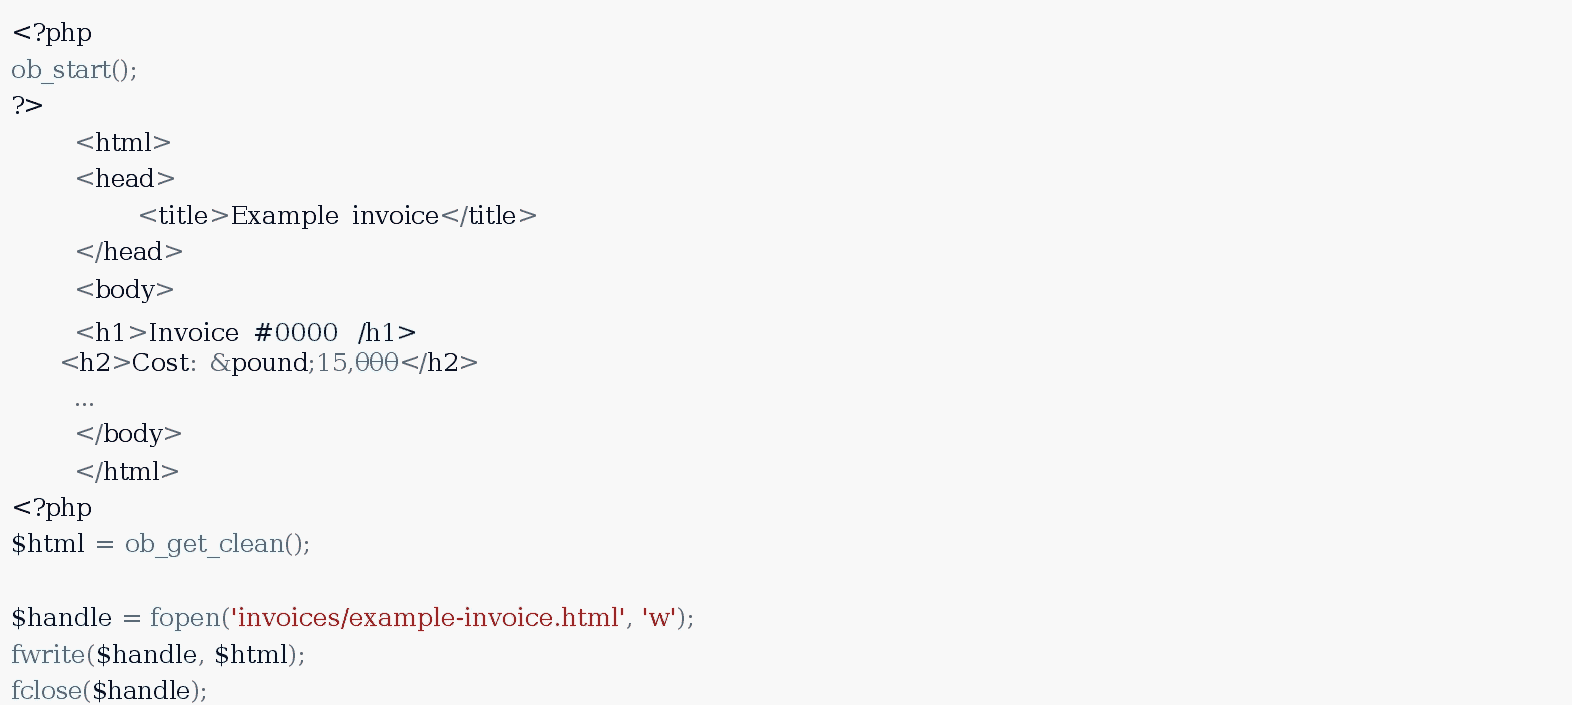 <?php
ob_start();
?>
<html>
<head>
<title>Example invoice</title>
</head>
<body>
<h1>Invoice #0000 /h1>
<h2>Cost: &pound;15,000</h2>
...
</body>
</html>
<?php
$html = ob_get_clean();
$handle = fopen('invoices/example-invoice.html', 'w');
fwrite($handle, $html);
fclose($handle);